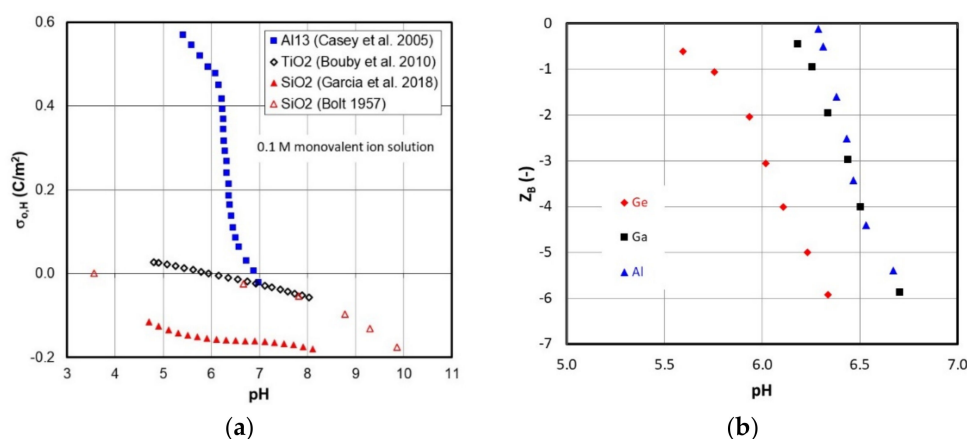 0.6
0.4
0.2
0.0
-0.2
σo,H (C/m²)
Al13 (Casey et al. 2005)
TiO2 (Bouby et al. 2010)
SiO2 (Garcia et al. 2018)
SiO2 (Bolt 1957)
0.1 M monovalent ion solution
3 4 5 6 7 8 9 10 11
pH
(a)
0
-1
-2
-3
-4
-5
-6
-7
ZB (-)
Ge
Ga
Al
5.0 5.5 6.0 6.5 7.0
pH
(b)